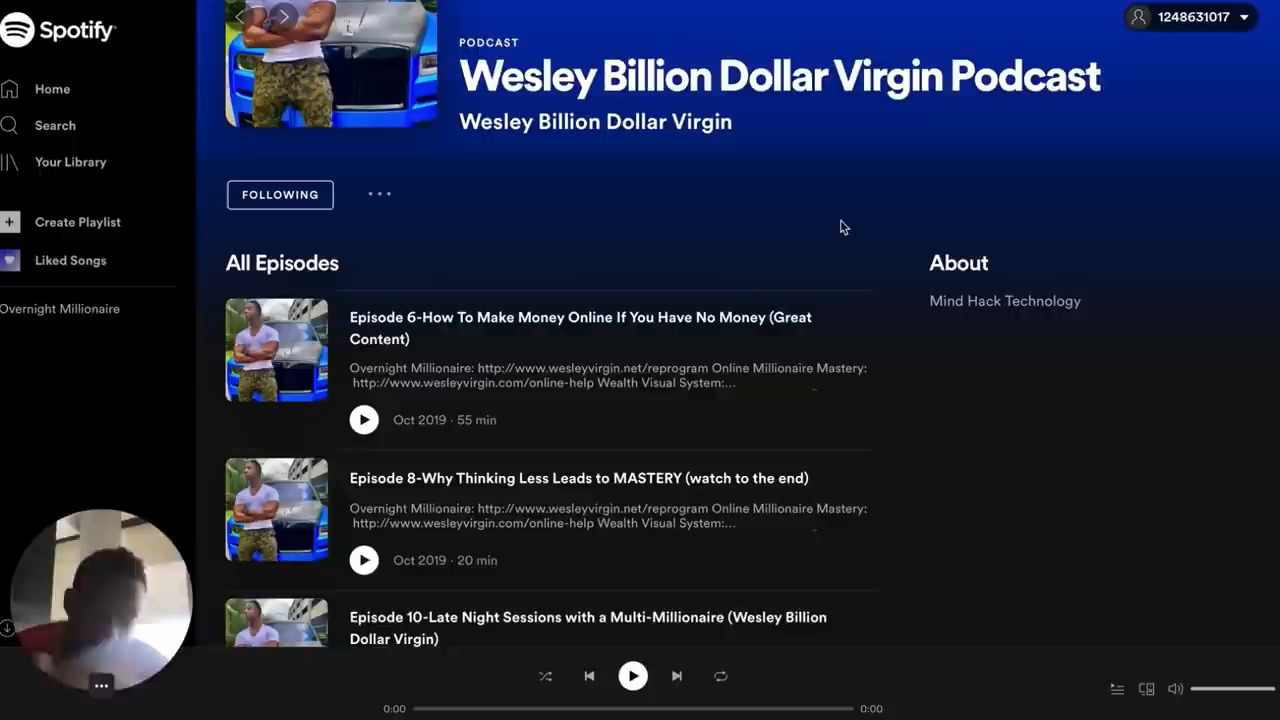 Spotify
Home
Search
Your Library
Create Playlist
Liked Songs
Overnight Millionaire
1248631017
PODCAST
Wesley Billion Dollar Virgin Podcast
Wesley Billion Dollar Virgin
FOLLOWING
All Episodes
Episode 6-How To Make Money Online If You Have No Money (Great
Content)
Overnight Millionaire: http://www.wesleyvirgin.net/reprogram Online Millionaire Mastery:
http://www.wesleyvirgin.com/online-help Wealth Visual System:...
Oct 2019 · 55 min
Episode 8-Why Thinking Less Leads to MASTERY (watch to the end)
Overnight Millionaire: http://www.wesleyvirgin.net/reprogram Online Millionaire Mastery:
http://www.wesleyvirgin.com/online-help Wealth Visual System:...
Oct 2019 · 20 min
Episode 10-Late Night Sessions with a Multi-Millionaire (Wesley Billion
Dollar Virgin)
About
Mind Hack Technology
0:00
0:00